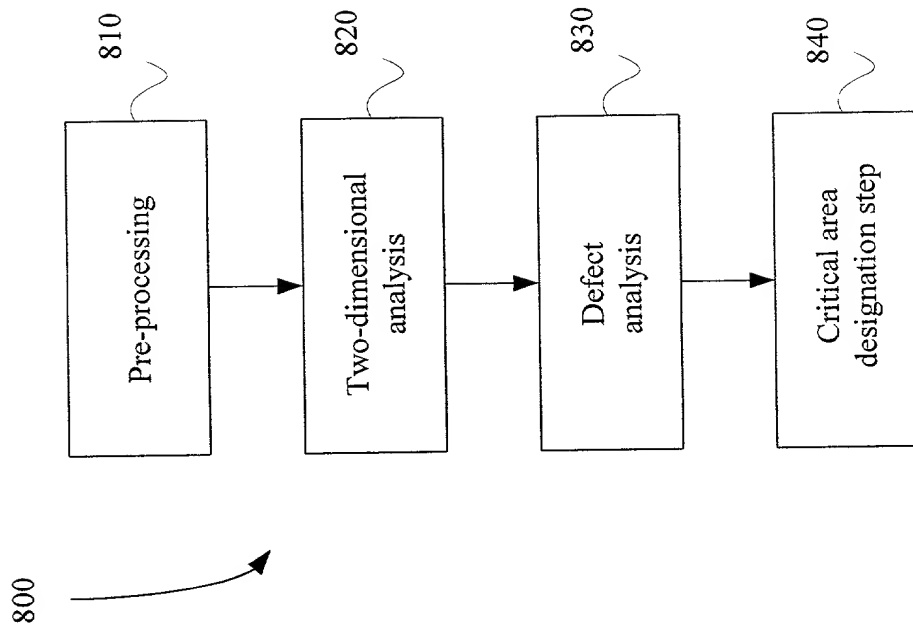 800
Pre-processing
810
Two-dimensional
analysis
820
Defect
analysis
830
Critical area
designation step
840